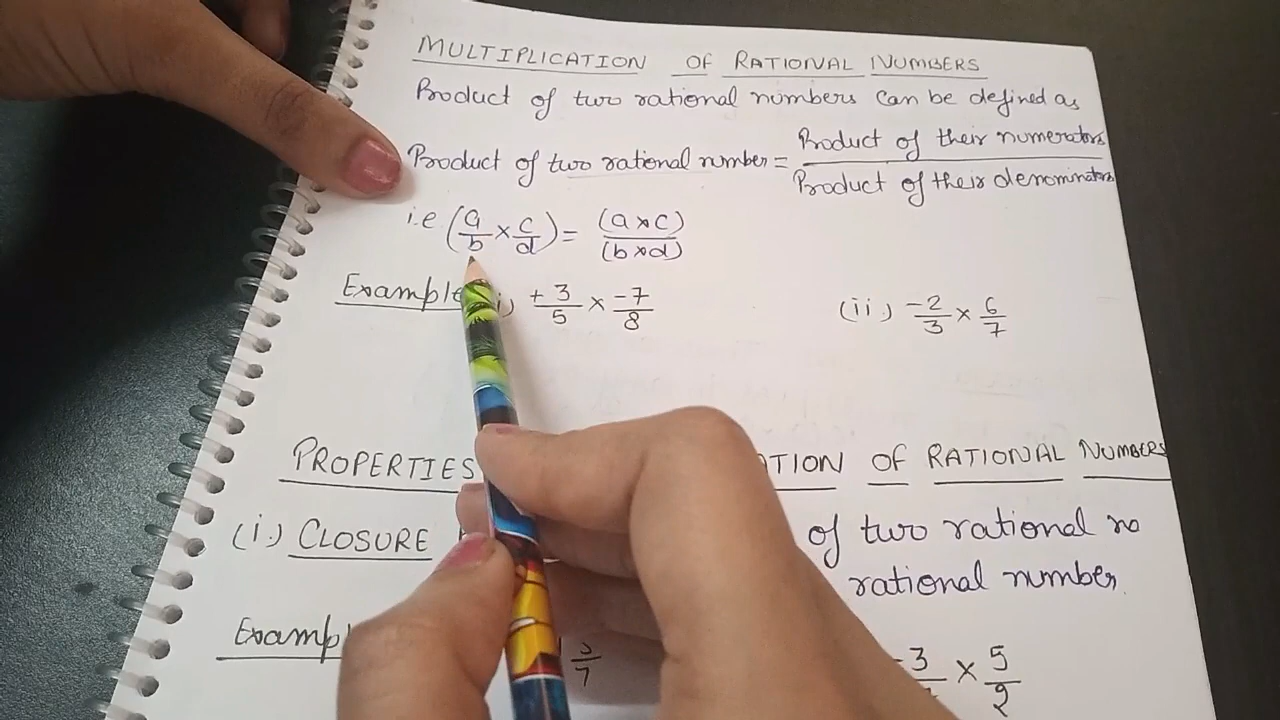 MULTIPLICATION OF RATIONAL NUMBERS
Product of two rational numbers can be defined as
Product of two rational number = Product of their numerators / Product of their denominators
i.e (a/b × c/d) = (a×c)/(b×d)
Example i) +3/5 × -7/8 (ii.) -2/3 × 6/7
PROPERTIES OF RATIONAL NUMBERS
(i.) CLOSURE of two rational no
rational number.
-3 × 5/2